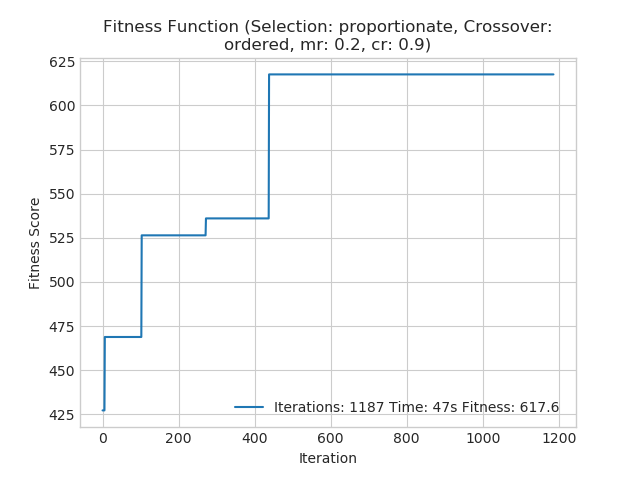 Fitness Function (Selection: proportionate, Crossover:
ordered, mr: 0.2, cr: 0.9)
Fitness Score
625
600
575
550
525
500
475
450
425
Iterations: 1187 Time: 47s Fitness: 617.6
0 200 400 600 800 1000 1200
Iteration